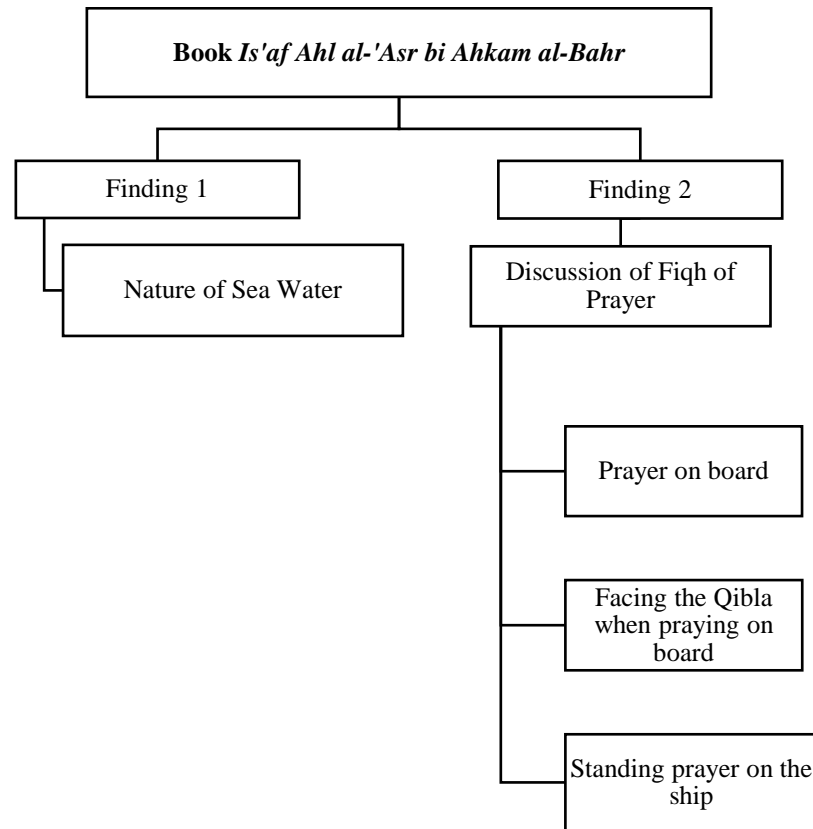 Book Is'af Ahl al-'Asr bi Ahkam al-Bahr
Finding 1
Nature of Sea Water
Finding 2
Discussion of Fiqh of
Prayer
Prayer on board
Facing the Qibla
when praying on
board
Standing prayer on the
ship